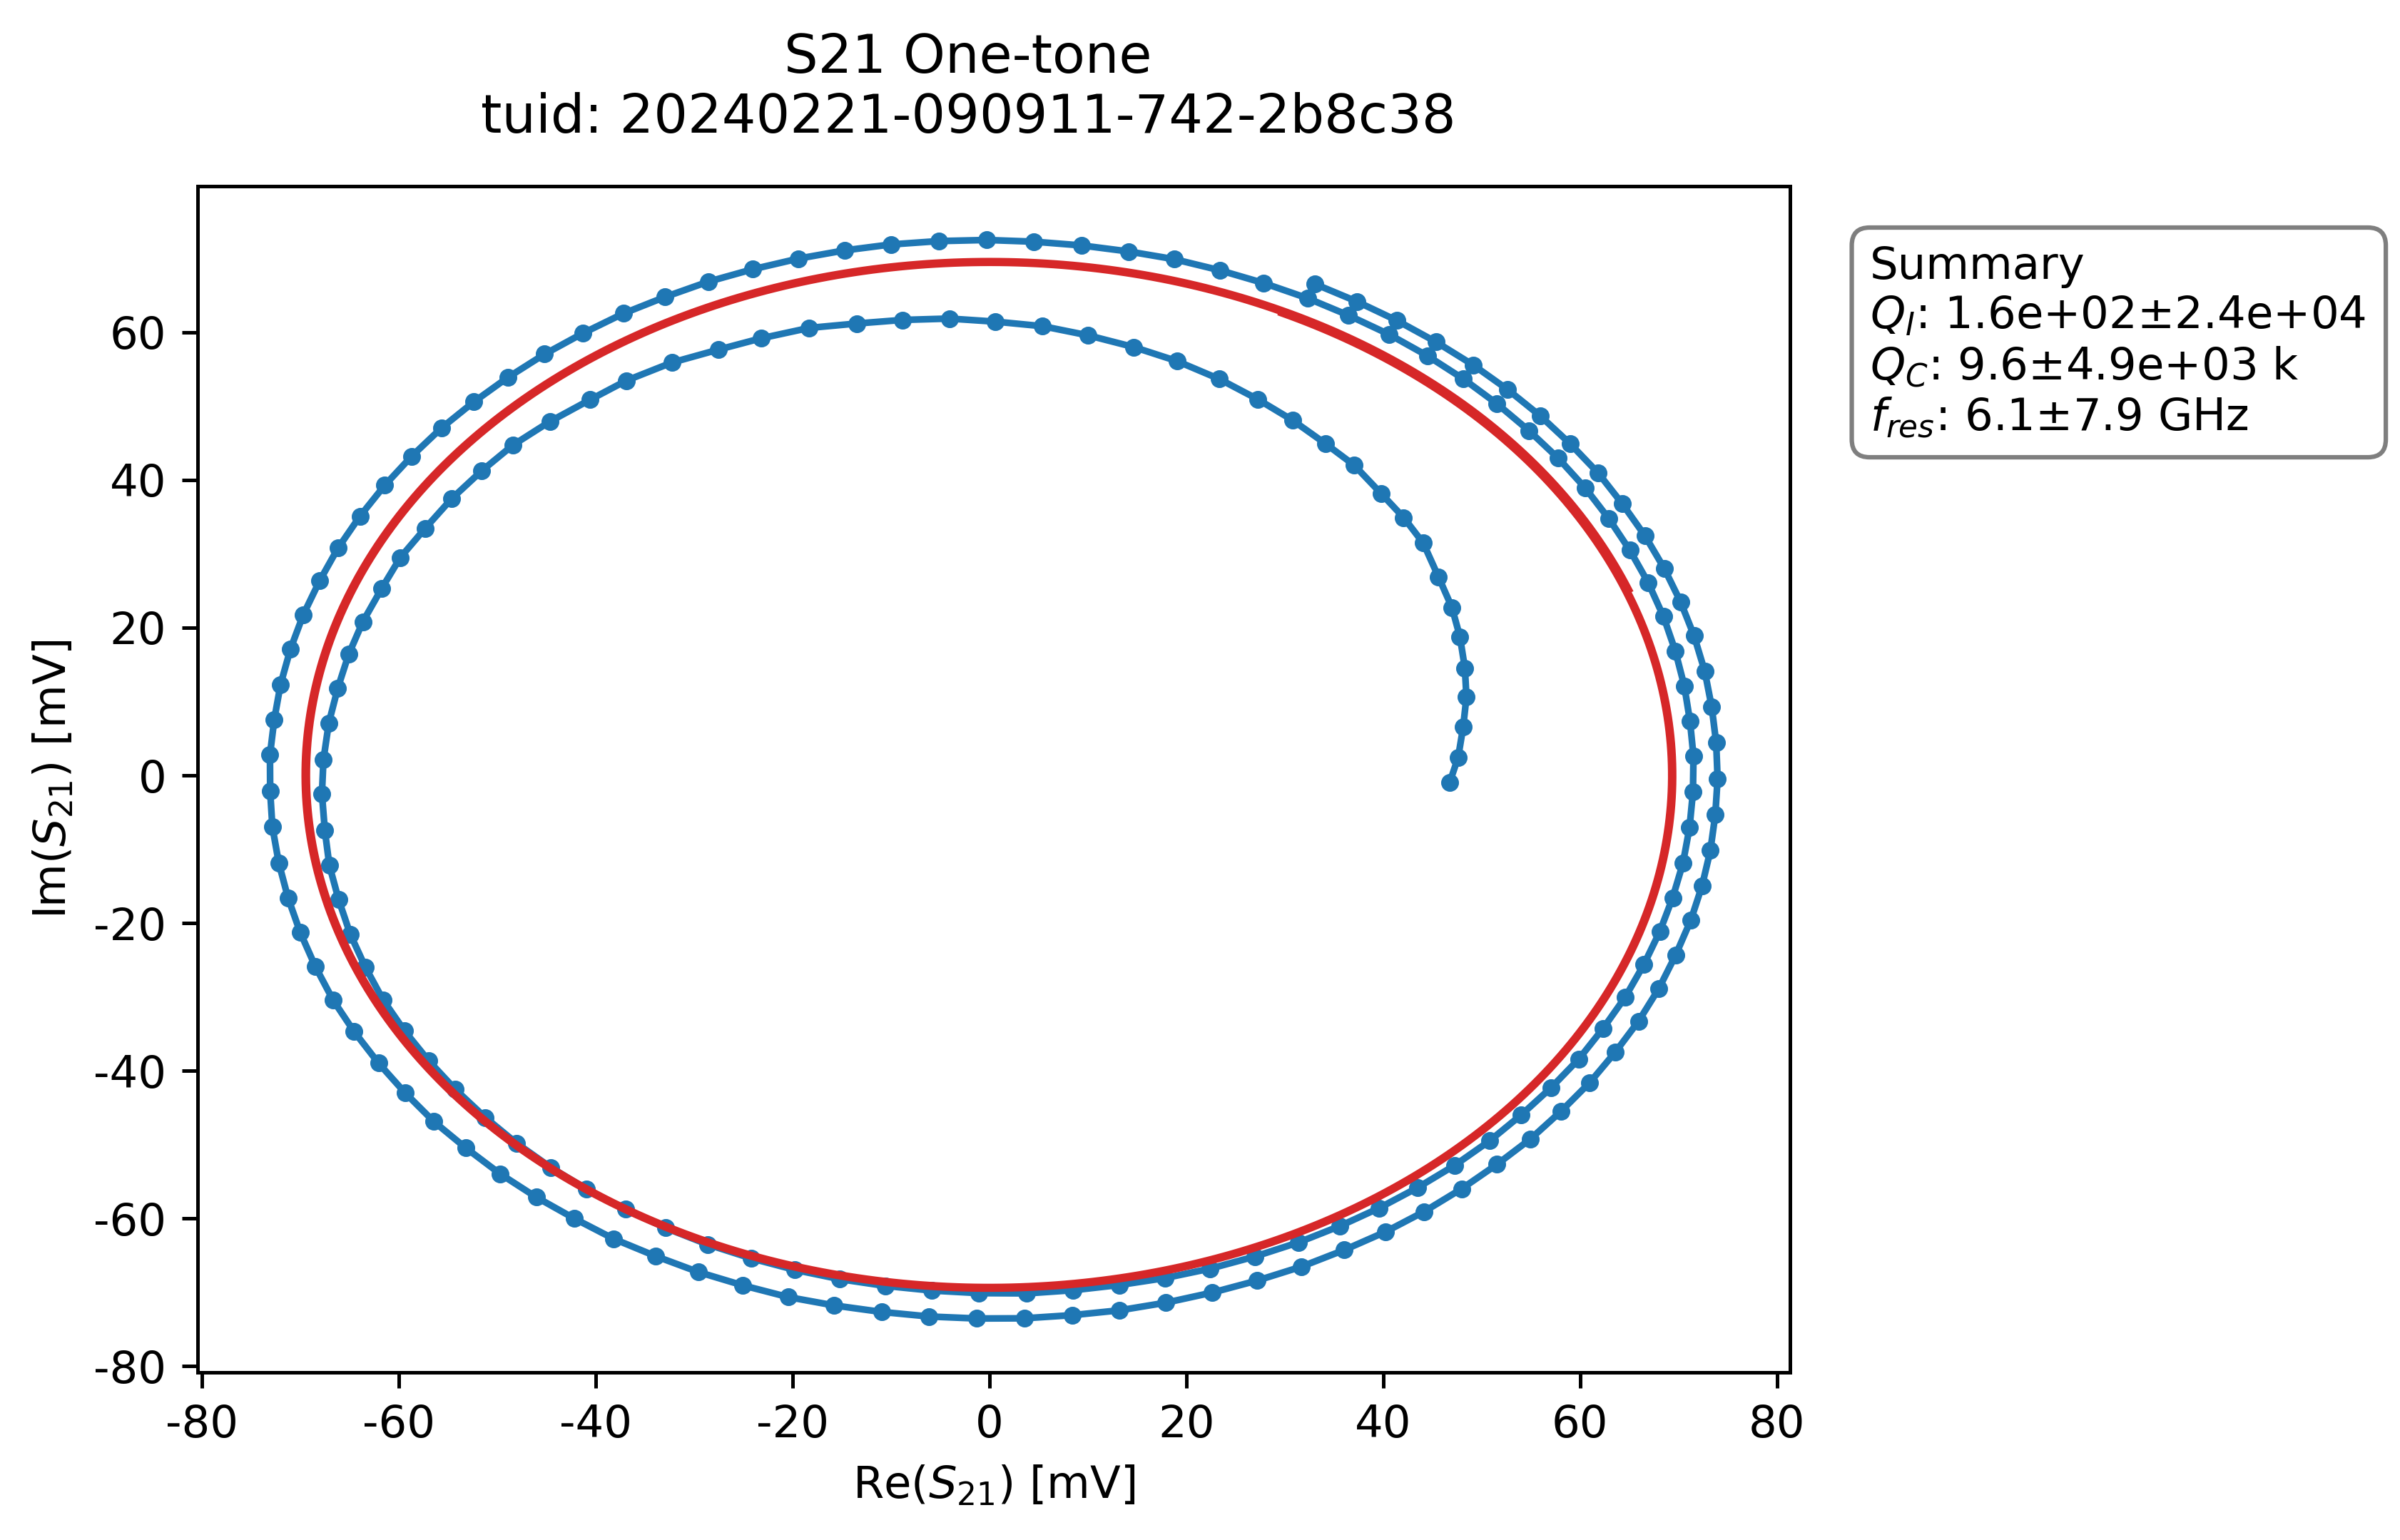 S21 One-tone
tuid: 20240221-090911-742-2b8c38
Summary
Q_I: 1.6e+02±2.4e+04
Q_C: 9.6±4.9e+03 k
f_res: 6.1±7.9 GHz
Im(S_21) [mV]
60
40
20
0
-20
-40
-60
-80
-80 -60 -40 -20 0 20 40 60 80
Re(S_21) [mV]